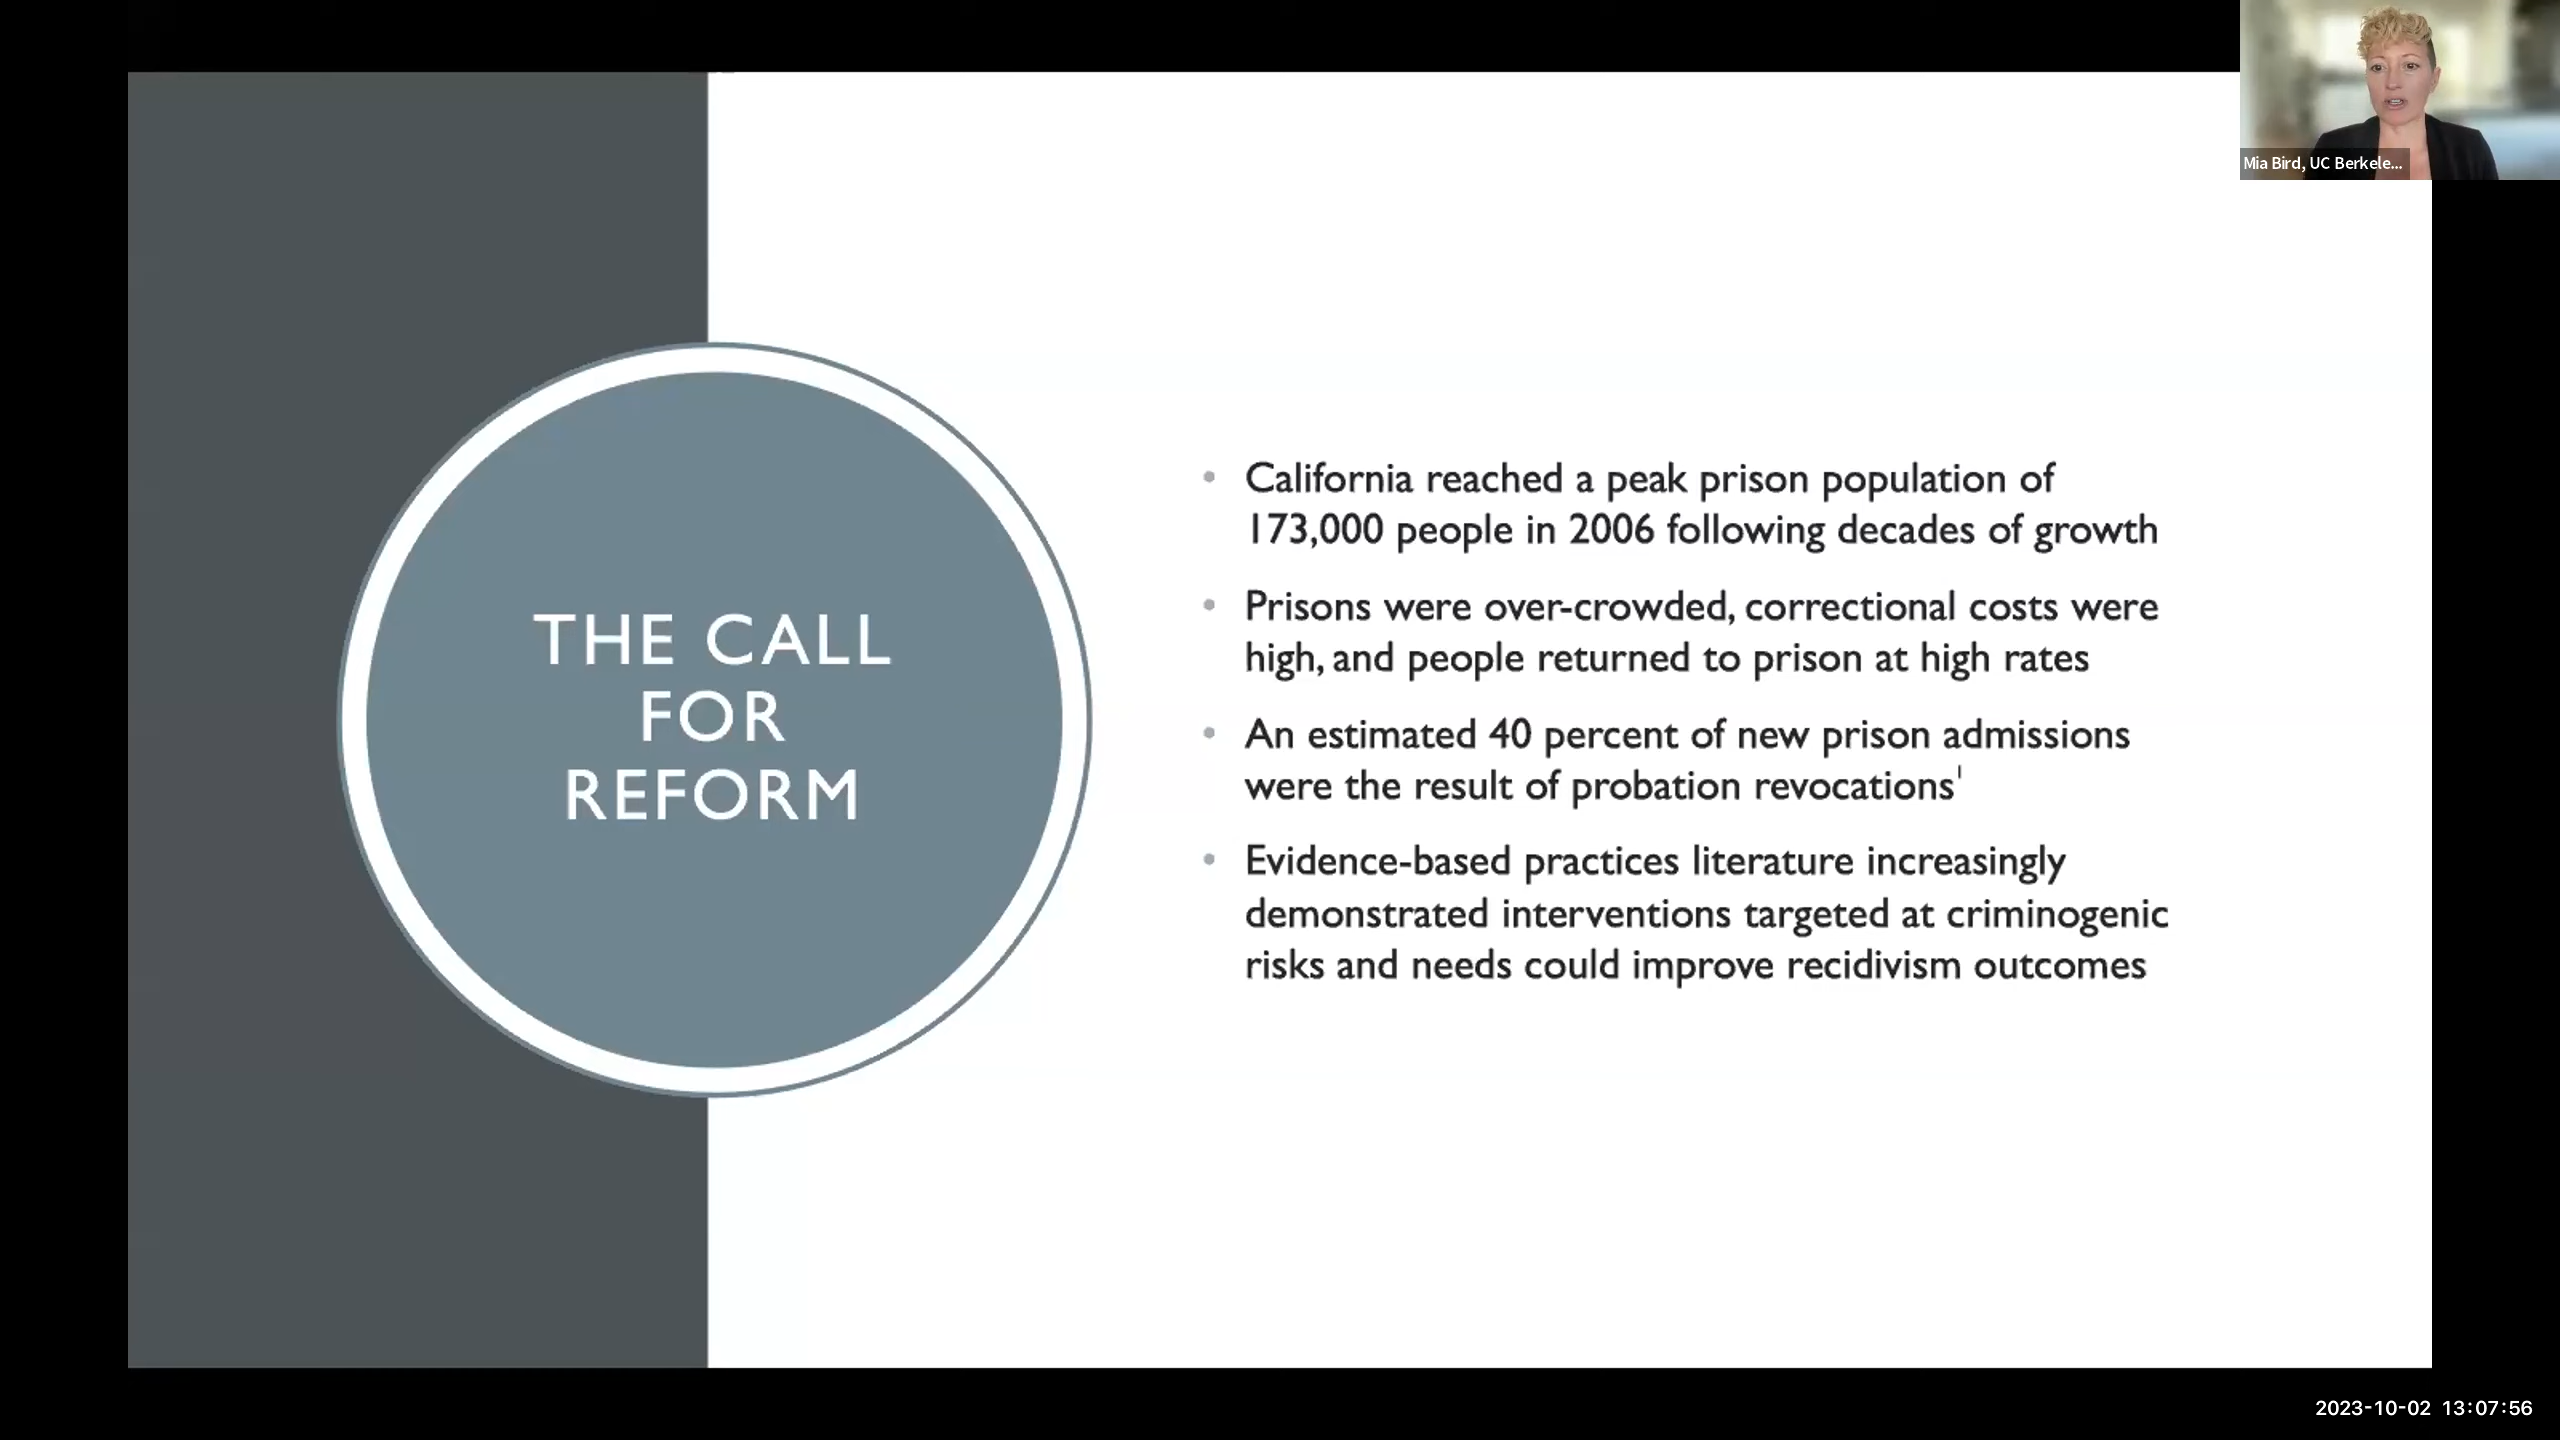 Mia Bird, UC Berkele...
THE CALL
FOR
REFORM
• California reached a peak prison population of
173,000 people in 2006 following decades of growth
• Prisons were over-crowded, correctional costs were
high, and people returned to prison at high rates
• An estimated 40 percent of new prison admissions
were the result of probation revocations¹
• Evidence-based practices literature increasingly
demonstrated interventions targeted at criminogenic
risks and needs could improve recidivism outcomes
2023-10-02 13:07:56